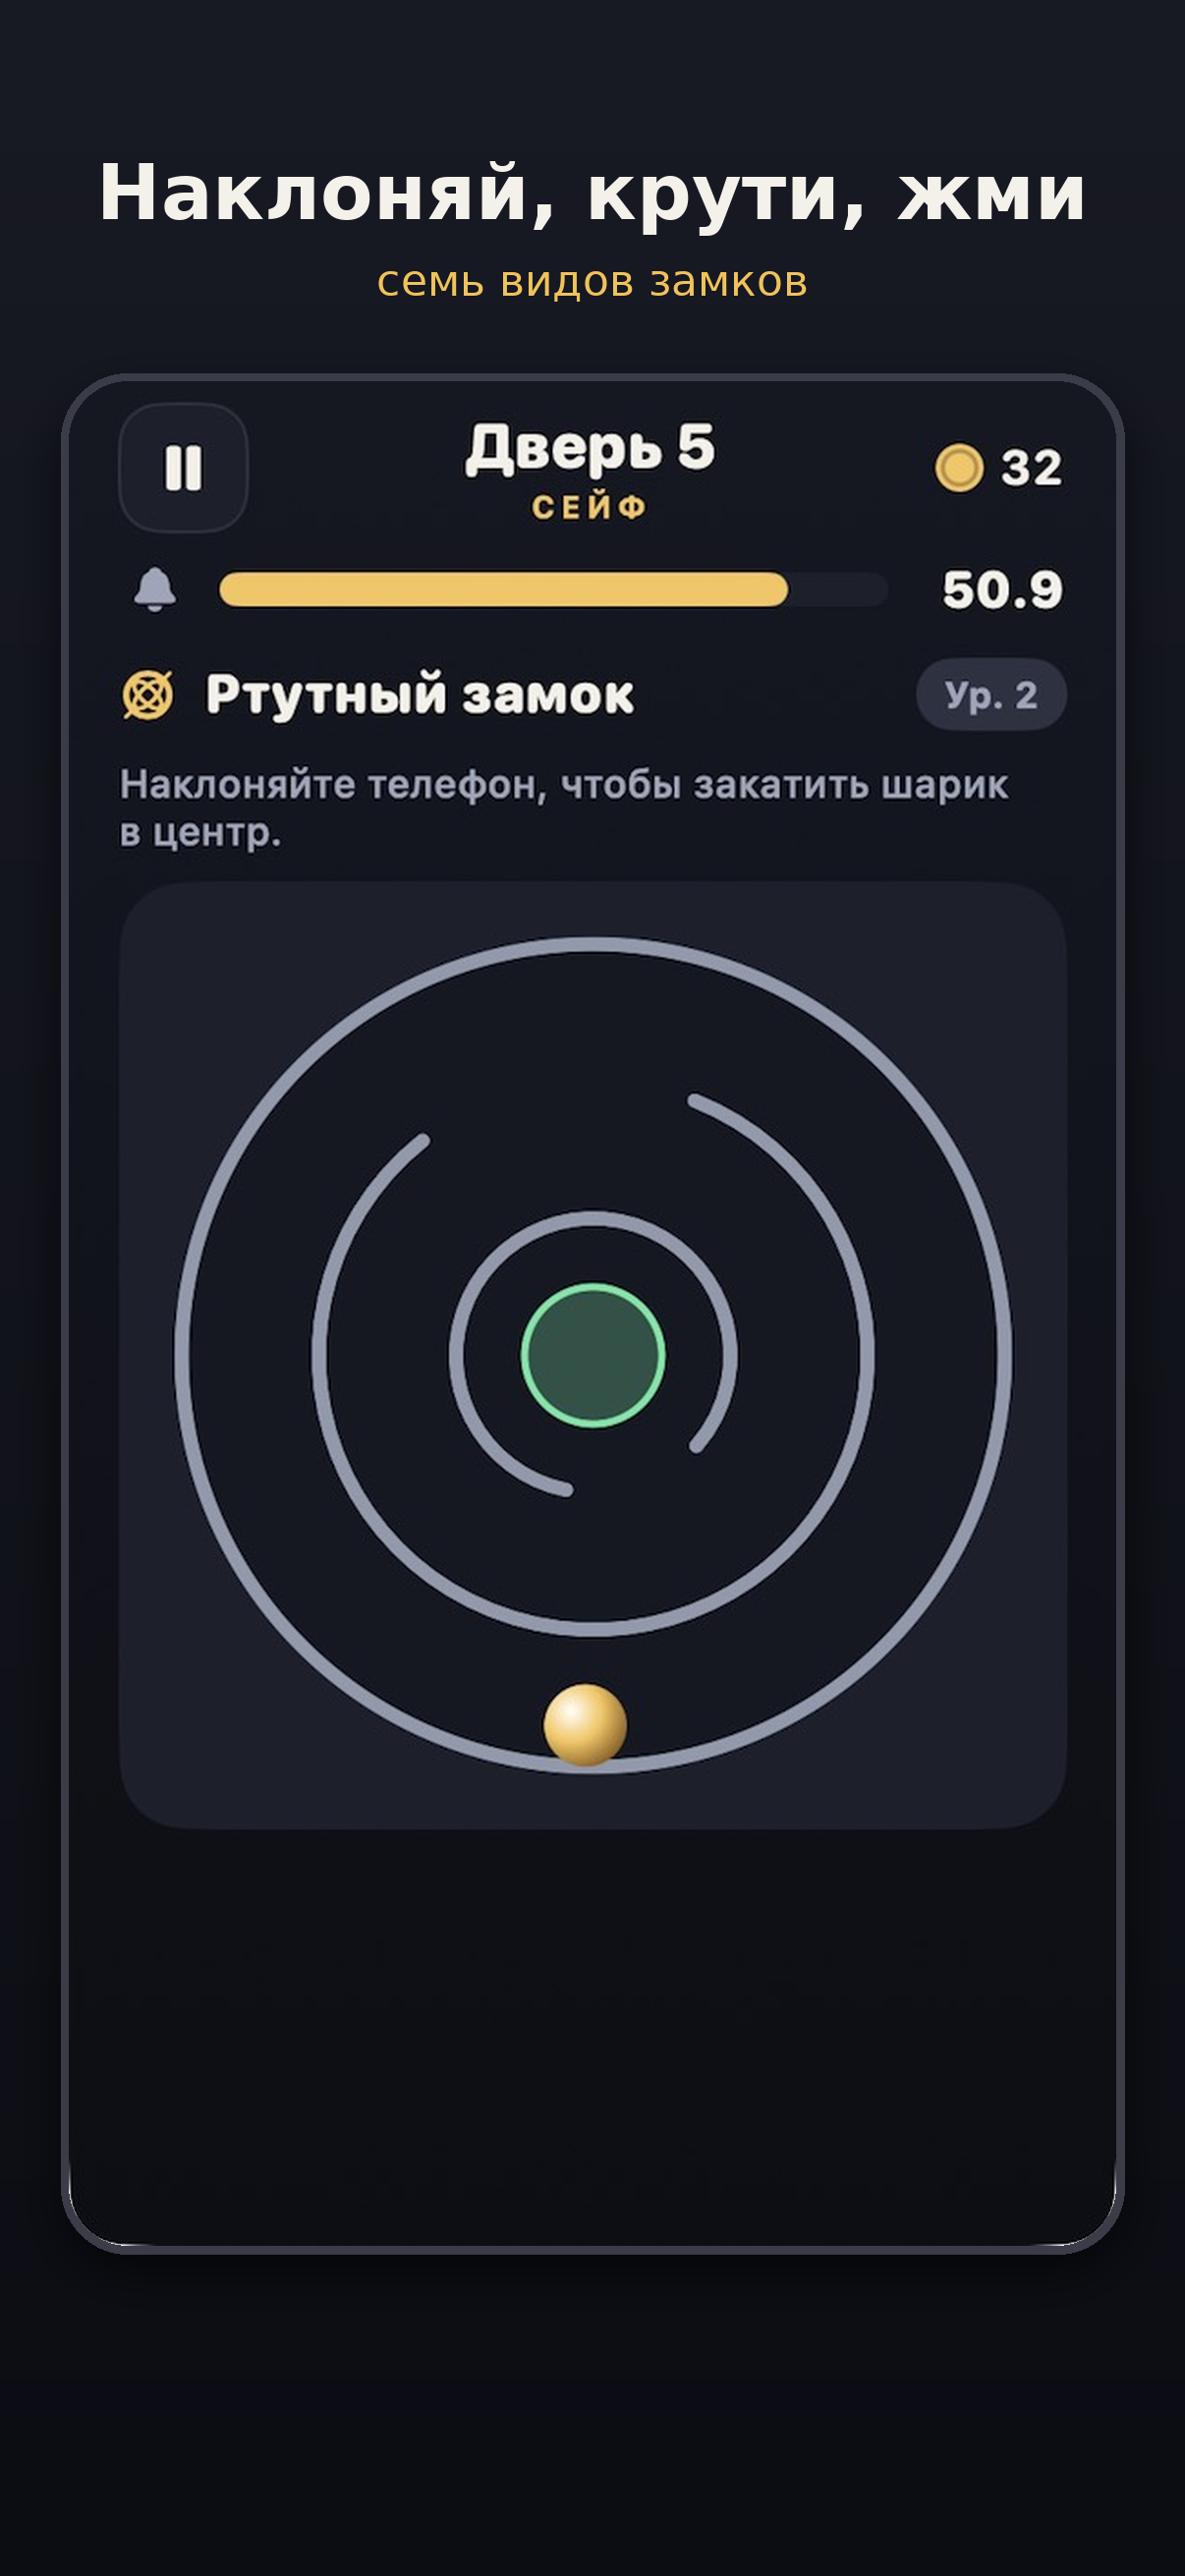 Наклоняй, крути, жми
семь видов замков
Дверь 5
СЕЙФ
32
50.9
Ртутный замок
Ур. 2
Наклоняйте телефон, чтобы закатить шарик
в центр.